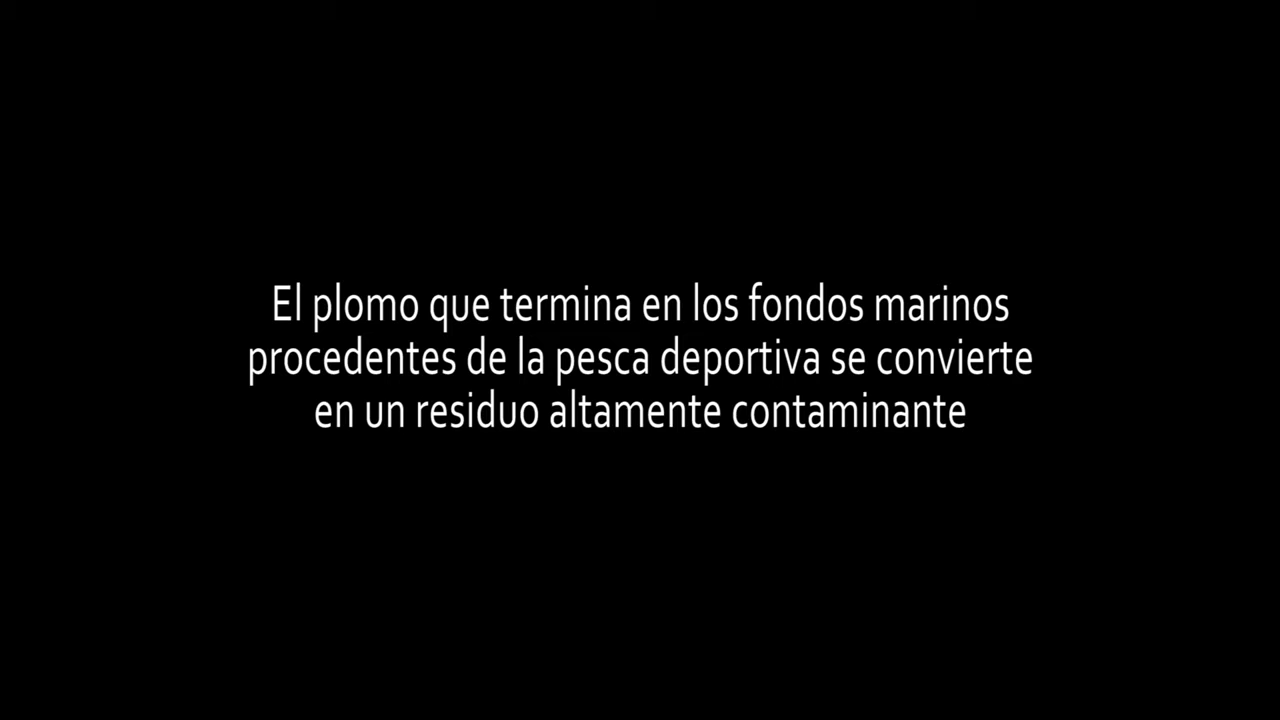 El plomo que termina en los fondos marinos
procedentes de la pesca deportiva se convierte
en un residuo altamente contaminante